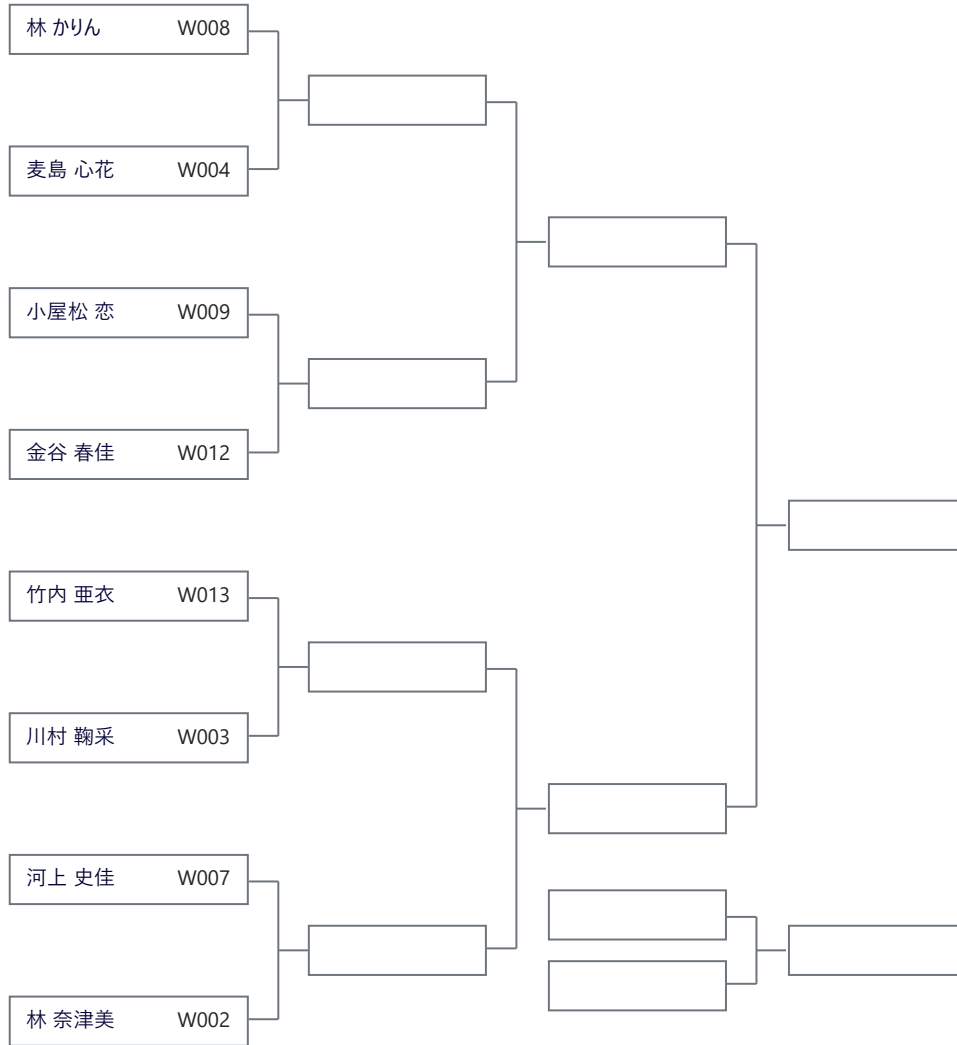 林 かりん W008
麦島 心花 W004
小屋松 恋 W009
金谷 春佳 W012
竹内 亜衣 W013
川村 鞠采 W003
河上 史佳 W007
林 奈津美 W002